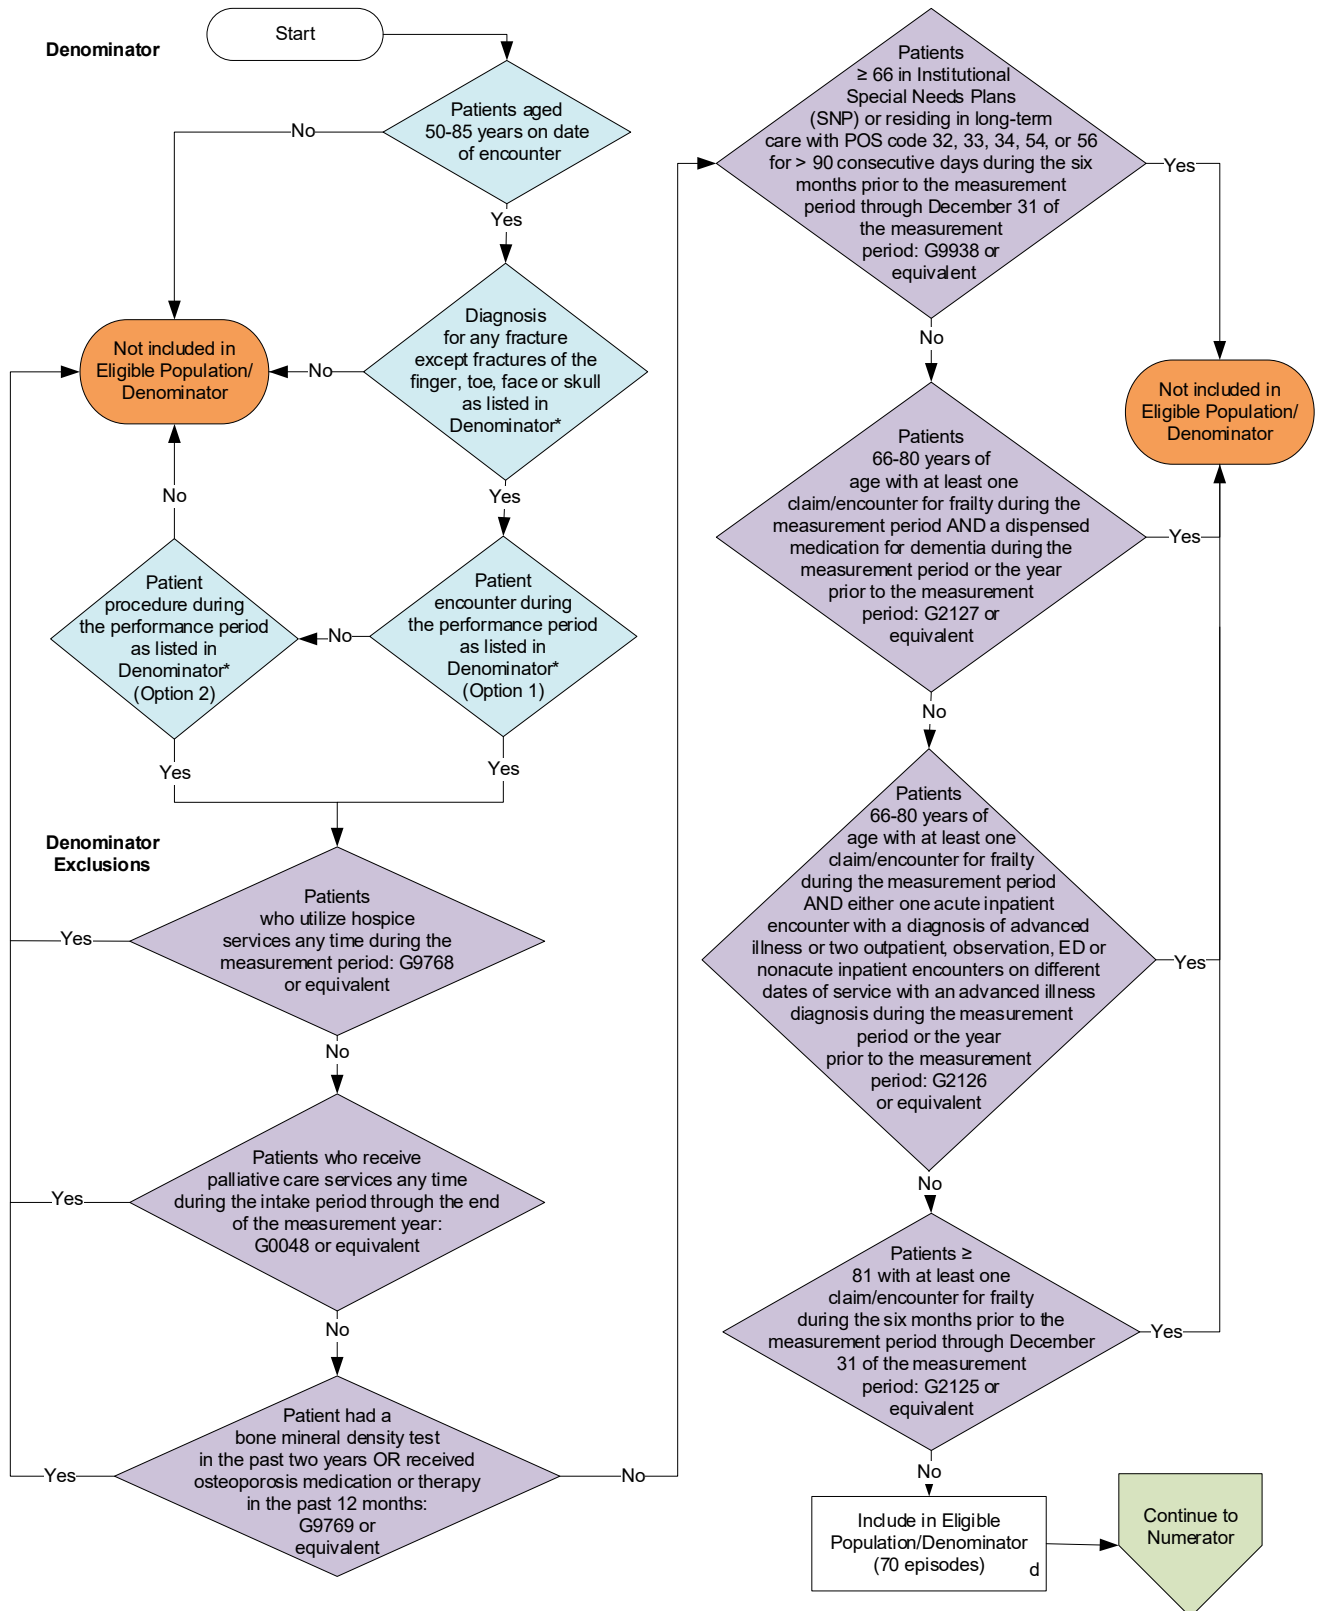 Denominator
Start
Patients aged
50-85 years on date
of encounter
No
Yes
Diagnosis
for any fracture
except fractures of the
finger, toe, face or skull
as listed in
Denominator*
No
Not included in
Eligible Population/
Denominator
Yes
No
Patient
encounter during
the performance period
as listed in
Denominator*
(Option 1)
No
Patient
procedure during
the performance period
as listed in
Denominator*
(Option 2)
Yes
Yes
Denominator
Exclusions
Patients
who utilize hospice
services any time during the
measurement period: G9768
or equivalent
Yes
No
Patients who receive
palliative care services any time
during the intake period through the end
of the measurement year:
G0048 or equivalent
Yes
No
Patient had a
bone mineral density test
in the past two years OR received
osteoporosis medication or therapy
in the past 12 months:
G9769 or
equivalent
Yes
No
Patients
≥ 66 in Institutional
Special Needs Plans
(SNP) or residing in long-term
care with POS code 32, 33, 34, 54, or 56
for > 90 consecutive days during the six
months prior to the measurement
period through December 31 of
the measurement
period: G9938 or
equivalent
Yes
No
Not included in
Eligible Population/
Denominator
Patients
66-80 years of
age with at least one
claim/encounter for frailty during the
measurement period AND a dispensed
medication for dementia during the
measurement period or the year
prior to the measurement
period: G2127 or
equivalent
Yes
No
Patients
66-80 years of
age with at least one
claim/encounter for frailty
during the measurement period
AND either one acute inpatient
encounter with a diagnosis of advanced
illness or two outpatient, observation, ED or
nonacute inpatient encounters on different
dates of service with an advanced illness
diagnosis during the measurement
period or the year
prior to the measurement
period: G2126
or equivalent
Yes
No
Patients ≥
81 with at least one
claim/encounter for frailty
during the six months prior to the
measurement period through December
31 of the measurement
period: G2125 or
equivalent
Yes
No
Include in Eligible
Population/Denominator
(70 episodes)
d
Continue to
Numerator